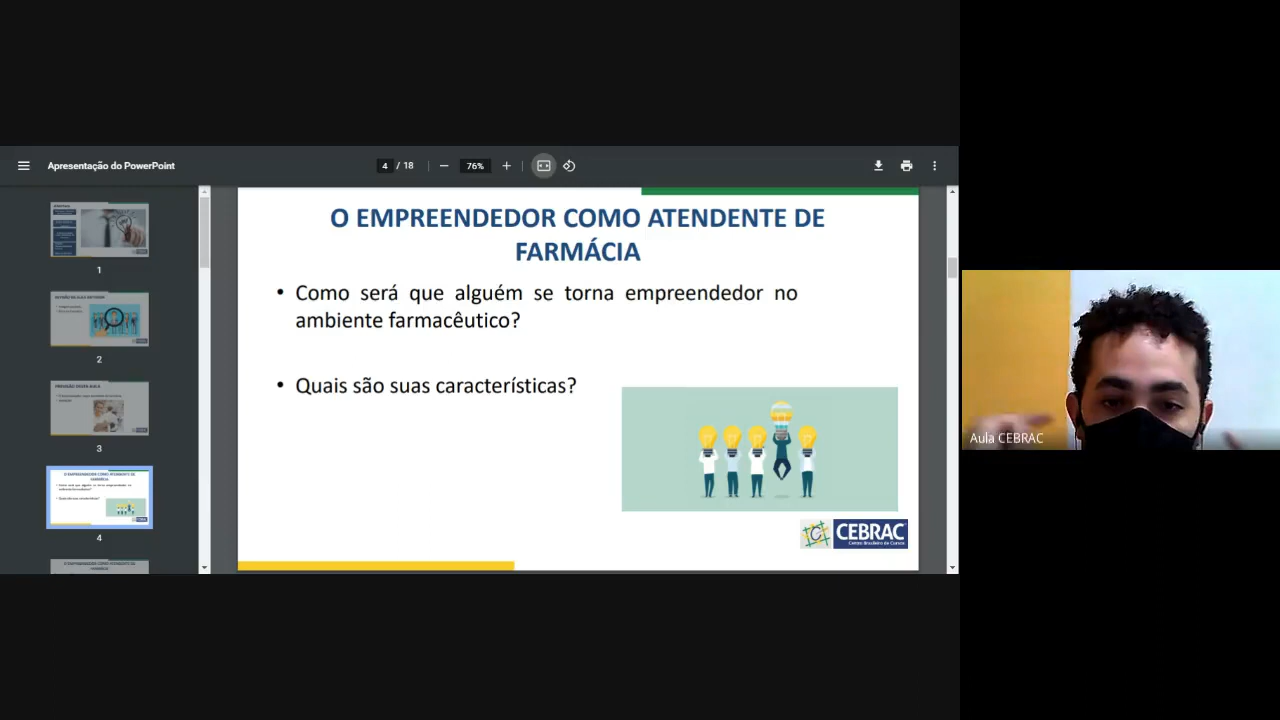 Apresentação do PowerPoint
4 / 18
76%
1
2
3
4
O EMPREENDEDOR COMO ATENDENTE DE
FARMÁCIA
• Como será que alguém se torna empreendedor no
ambiente farmacêutico?
• Quais são suas características?
CEBRAC
Centro Brasileiro de Cursos
Aula CEBRAC